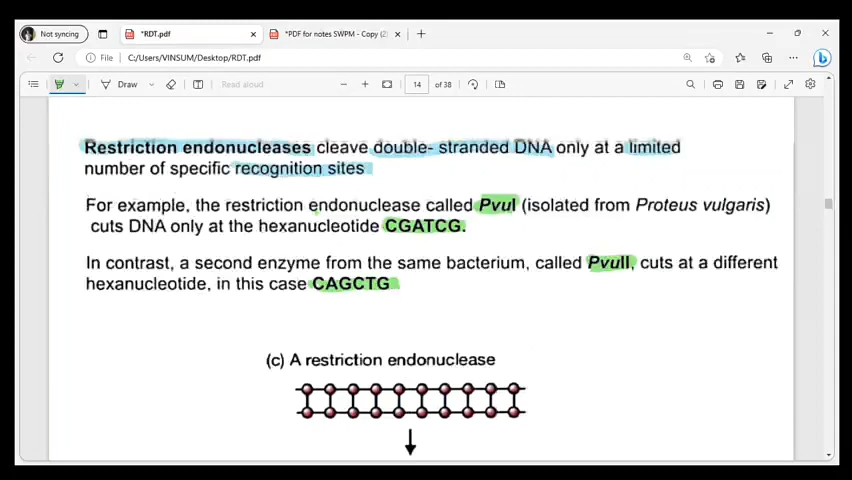 Not syncing
*RDT.pdf
*PDF for notes SWPM - Copy (2)
File C:/Users/VINSUM/Desktop/RDT.pdf
Draw
Read aloud
14 of 38
Restriction endonucleases cleave double- stranded DNA only at a limited
number of specific recognition sites
For example, the restriction endonuclease called PvuI (isolated from Proteus vulgaris)
cuts DNA only at the hexanucleotide CGATCG.
In contrast, a second enzyme from the same bacterium, called PvuII, cuts at a different
hexanucleotide, in this case CAGCTG
(c) A restriction endonuclease